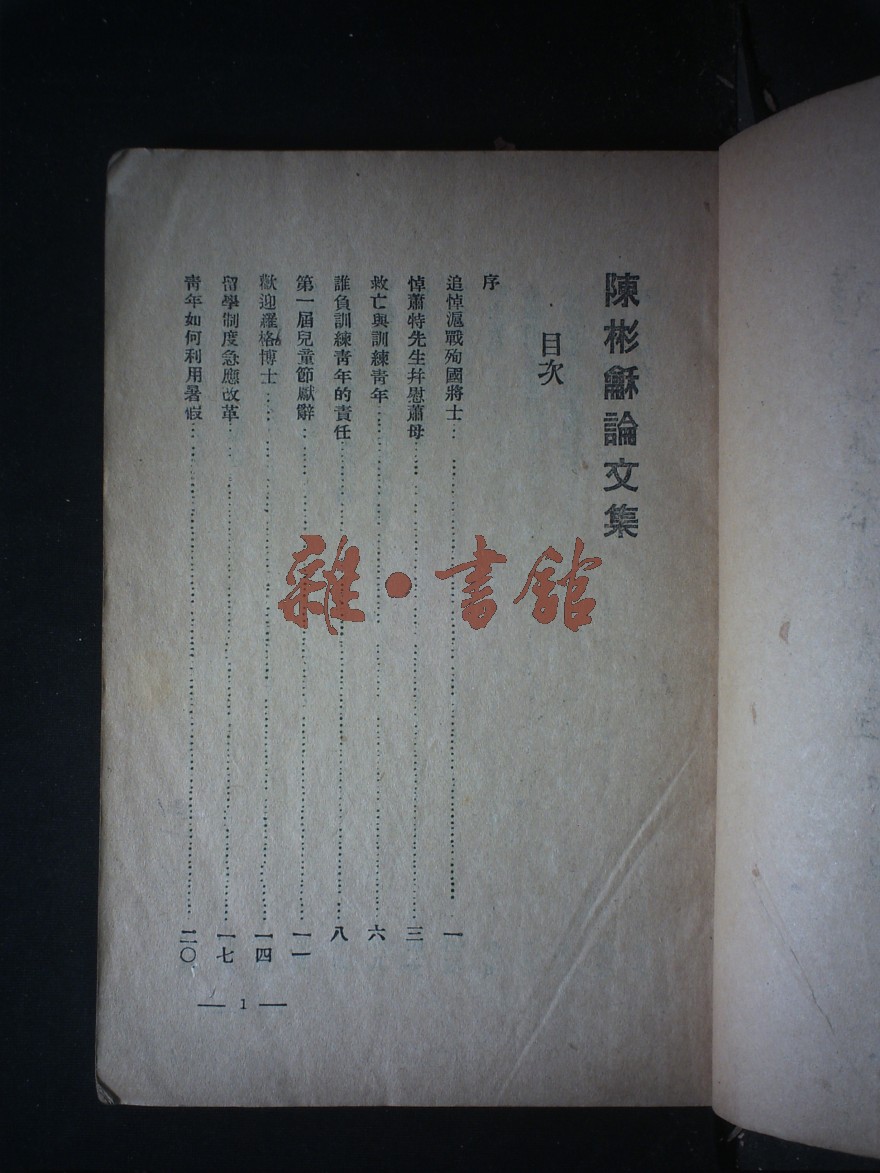 陳彬龢論文集
目次
序
追悼滬戰殉國將士⋯⋯一
悼蕭特先生并慰蕭母⋯⋯三
救亡與訓練靑年⋯⋯六
誰負訓練靑年的責任⋯⋯八
第一屆兒童節獻辭⋯⋯一一
歡迎羅格博士⋯⋯一四
留學制度急應改革⋯⋯一七
靑年如何利用暑假⋯⋯二〇
— 1 —
雜·書館